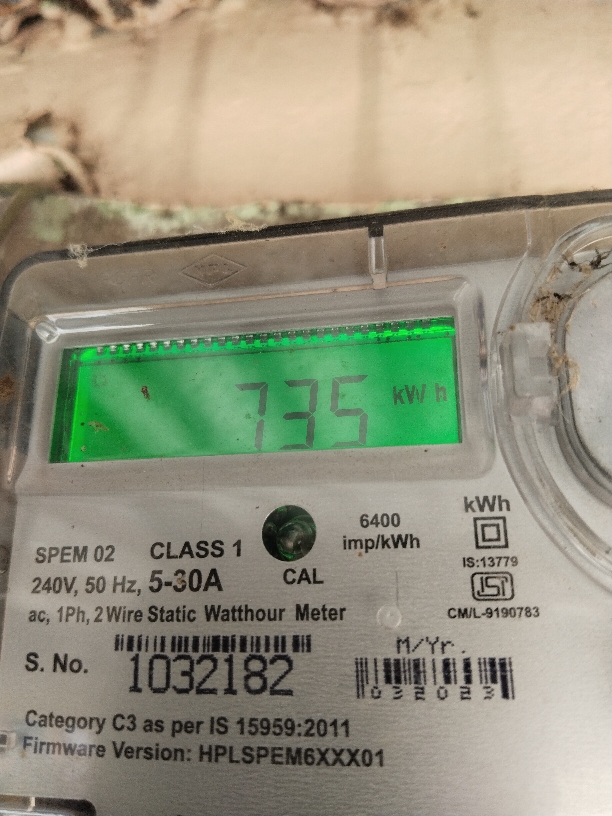 735 kW h
kWh
6400
imp/kWh
SPEM 02 CLASS 1
CAL
IS:13779
240V, 50 Hz, 5-30A
CM/L-9190783
ac, 1Ph, 2 Wire Static Watthour Meter
M/Yr.
S. No. 1032182
032023
Category C3 as per IS 15959:2011
Firmware Version: HPLSPEM6XXX01